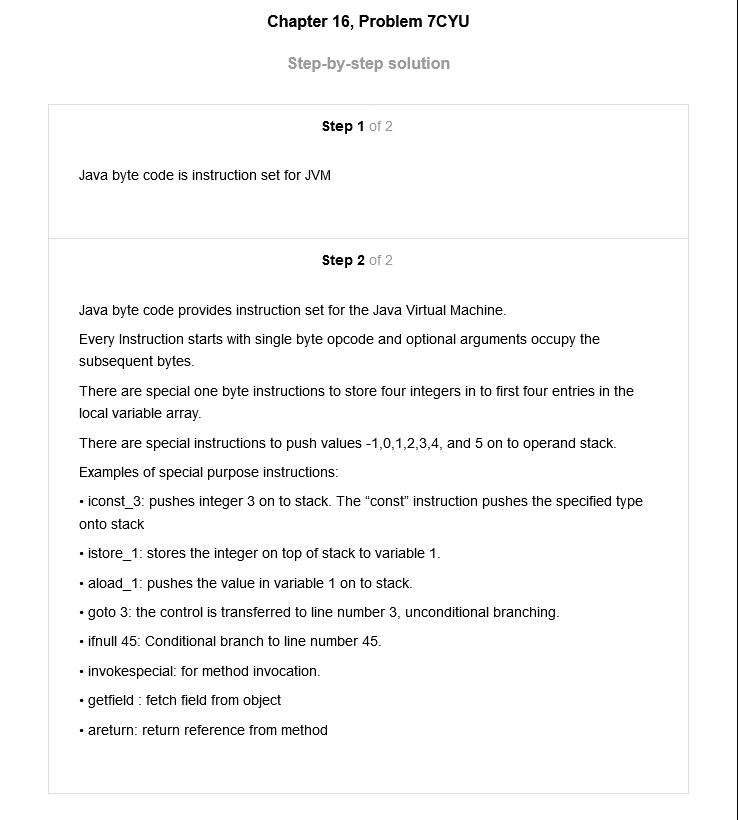 Chapter 16, Problem 7CYU
Step-by-step solution
Step 1 of 2
Java byte code is instruction set for JVM
Step 2 of 2
Java byte code provides instruction set for the Java Virtual Machine.
Every Instruction starts with single byte opcode and optional arguments occupy the
subsequent bytes.
There are special one byte instructions to store four integers in to first four entries in the
local variable array.
There are special instructions to push values -1,0,1,2,3,4, and 5 on to operand stack.
Examples of special purpose instructions:
• iconst_3: pushes integer 3 on to stack. The “const” instruction pushes the specified type
onto stack
• istore_1: stores the integer on top of stack to variable 1.
• aload_1: pushes the value in variable 1 on to stack.
• goto 3: the control is transferred to line number 3, unconditional branching.
• ifnull 45: Conditional branch to line number 45.
• invokespecial: for method invocation.
• getfield : fetch field from object
• areturn: return reference from method